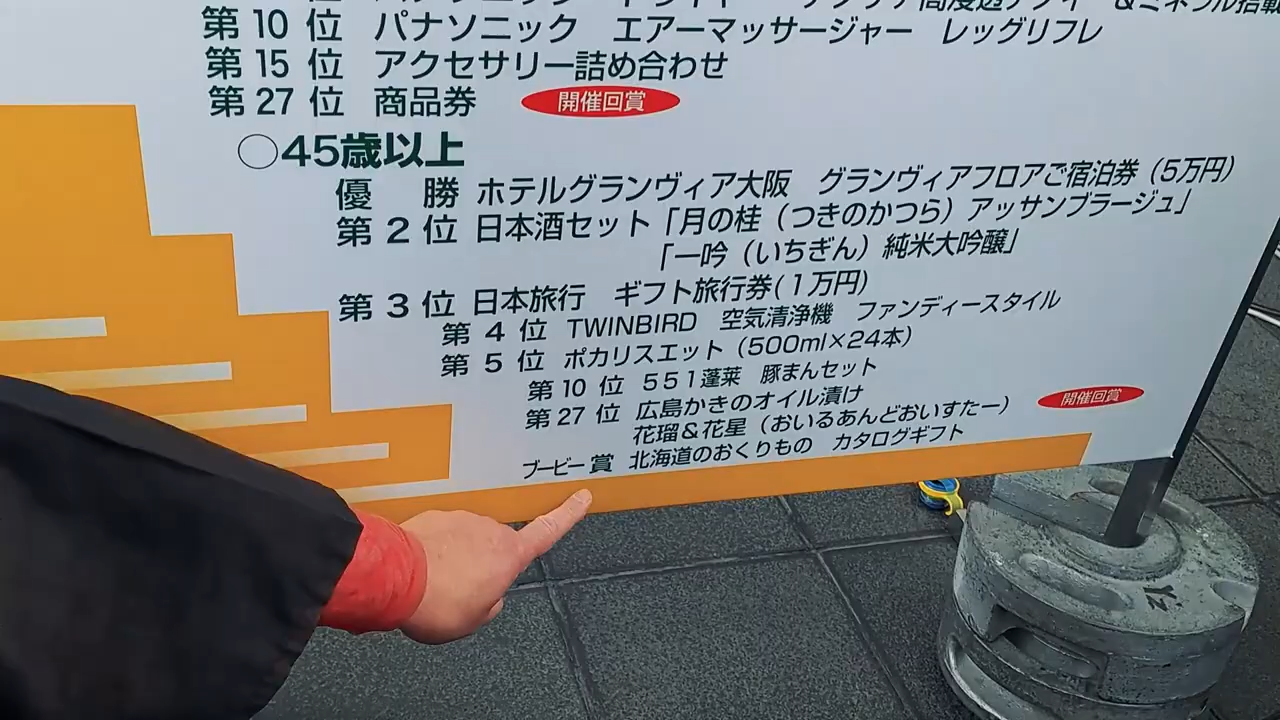 第10位 パナソニック エアーマッサージャー レッグリフレ
第15位 アクセサリー詰め合わせ
第27位 商品券 開催回賞
○45歳以上
優 勝 ホテルグランヴィア大阪 グランヴィアフロアご宿泊券(5万円)
第2位 日本酒セット「月の桂(つきのかつら)アッサンブラージュ」
「一吟(いちぎん)純米大吟醸」
第3位 日本旅行 ギフト旅行券(1万円)
第4位 TWINBIRD 空気清浄機 ファンディースタイル
第5位 ポカリスエット(500ml×24本)
第10位 551蓬莱 豚まんセット
第27位 広島かきのオイル漬け 開催回賞
花瑠&花星(おいるあんどおいすたー)
ブービー賞 北海道のおくりもの カタログギフト
Y'z